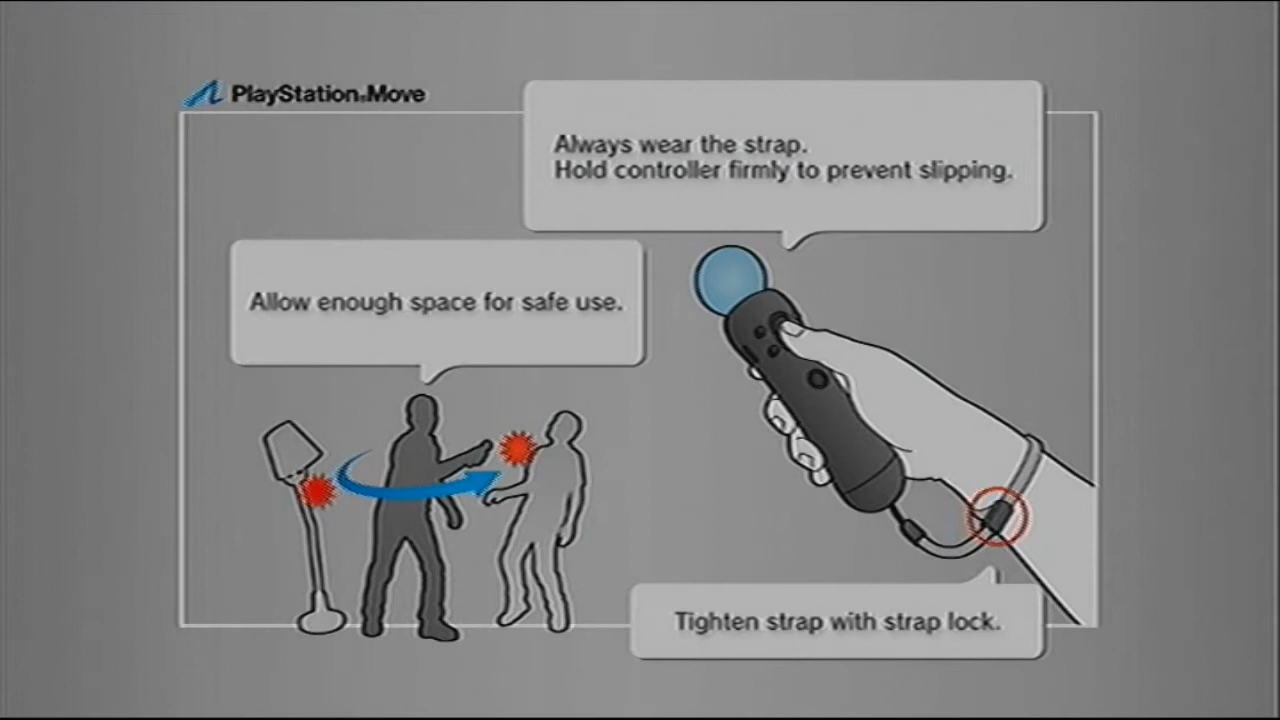 PlayStation®Move
Always wear the strap.
Hold controller firmly to prevent slipping.
Allow enough space for safe use.
Tighten strap with strap lock.